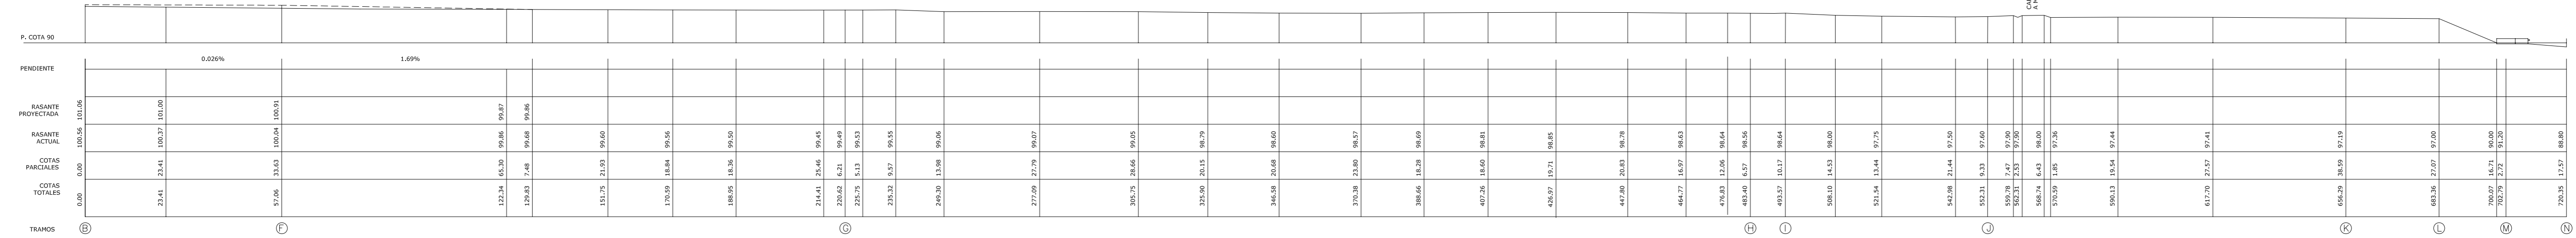 CAL
A M
P. COTA 90
0.026% 1.69%
PENDIENTE
RASANTE
PROYECTADA
101.06 101.00 100.91 99.87 99.86
RASANTE
ACTUAL
100.56 100.37 100.04 99.86 99.68 99.60 99.56 99.50 99.45 99.49 99.53 99.55 99.06 99.07 99.05 98.79 98.60 98.57 98.69 98.81 98.85 98.78 98.63 98.64 98.56 98.64 98.00 97.75 97.50 97.60 97.90 97.90 98.00 97.36 97.44 97.41 97.19 97.00 90.00 91.20 88.80
COTAS
PARCIALES
0.00 23.41 33.63 65.30 7.48 21.93 18.84 18.36 25.46 6.21 5.13 9.57 13.98 27.79 28.66 20.15 20.68 23.80 18.28 18.60 19.71 20.83 16.97 12.06 6.57 10.17 14.53 13.44 21.44 9.33 7.47 2.53 6.43 1.85 19.54 27.57 38.59 27.07 16.71 2.72 17.57
COTAS
TOTALES
0.00 23.41 57.06 122.34 129.83 151.75 170.59 188.95 214.41 220.62 225.75 235.32 249.30 277.09 305.75 325.90 346.58 370.38 388.66 407.26 426.97 447.80 464.77 476.83 483.40 493.57 508.10 521.54 542.98 552.31 559.78 562.31 568.74 570.59 590.13 617.70 656.29 683.36 700.07 702.79 720.35
TRAMOS B F G H I J K L M N